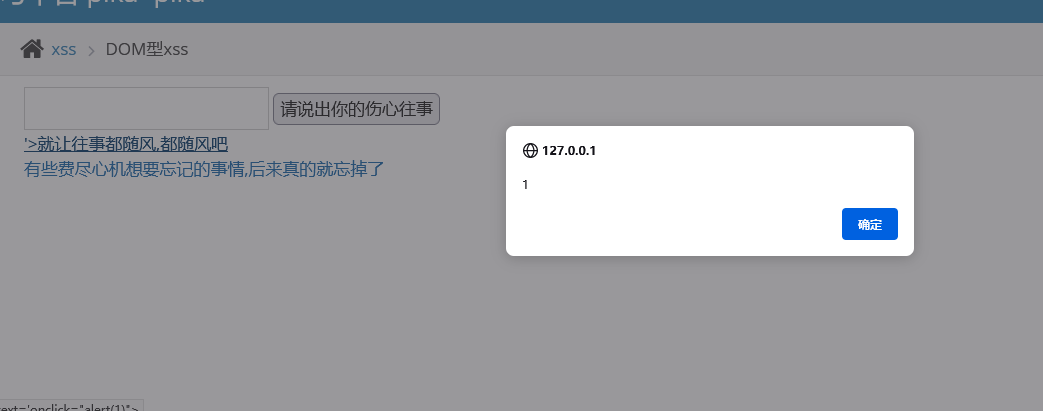 xss > DOM型xss
请说出你的伤心往事
'>就让往事都随风,都随风吧
有些费尽心机想要忘记的事情,后来真的就忘掉了
127.0.0.1
1
确定
ext='onclick="alert(1)">